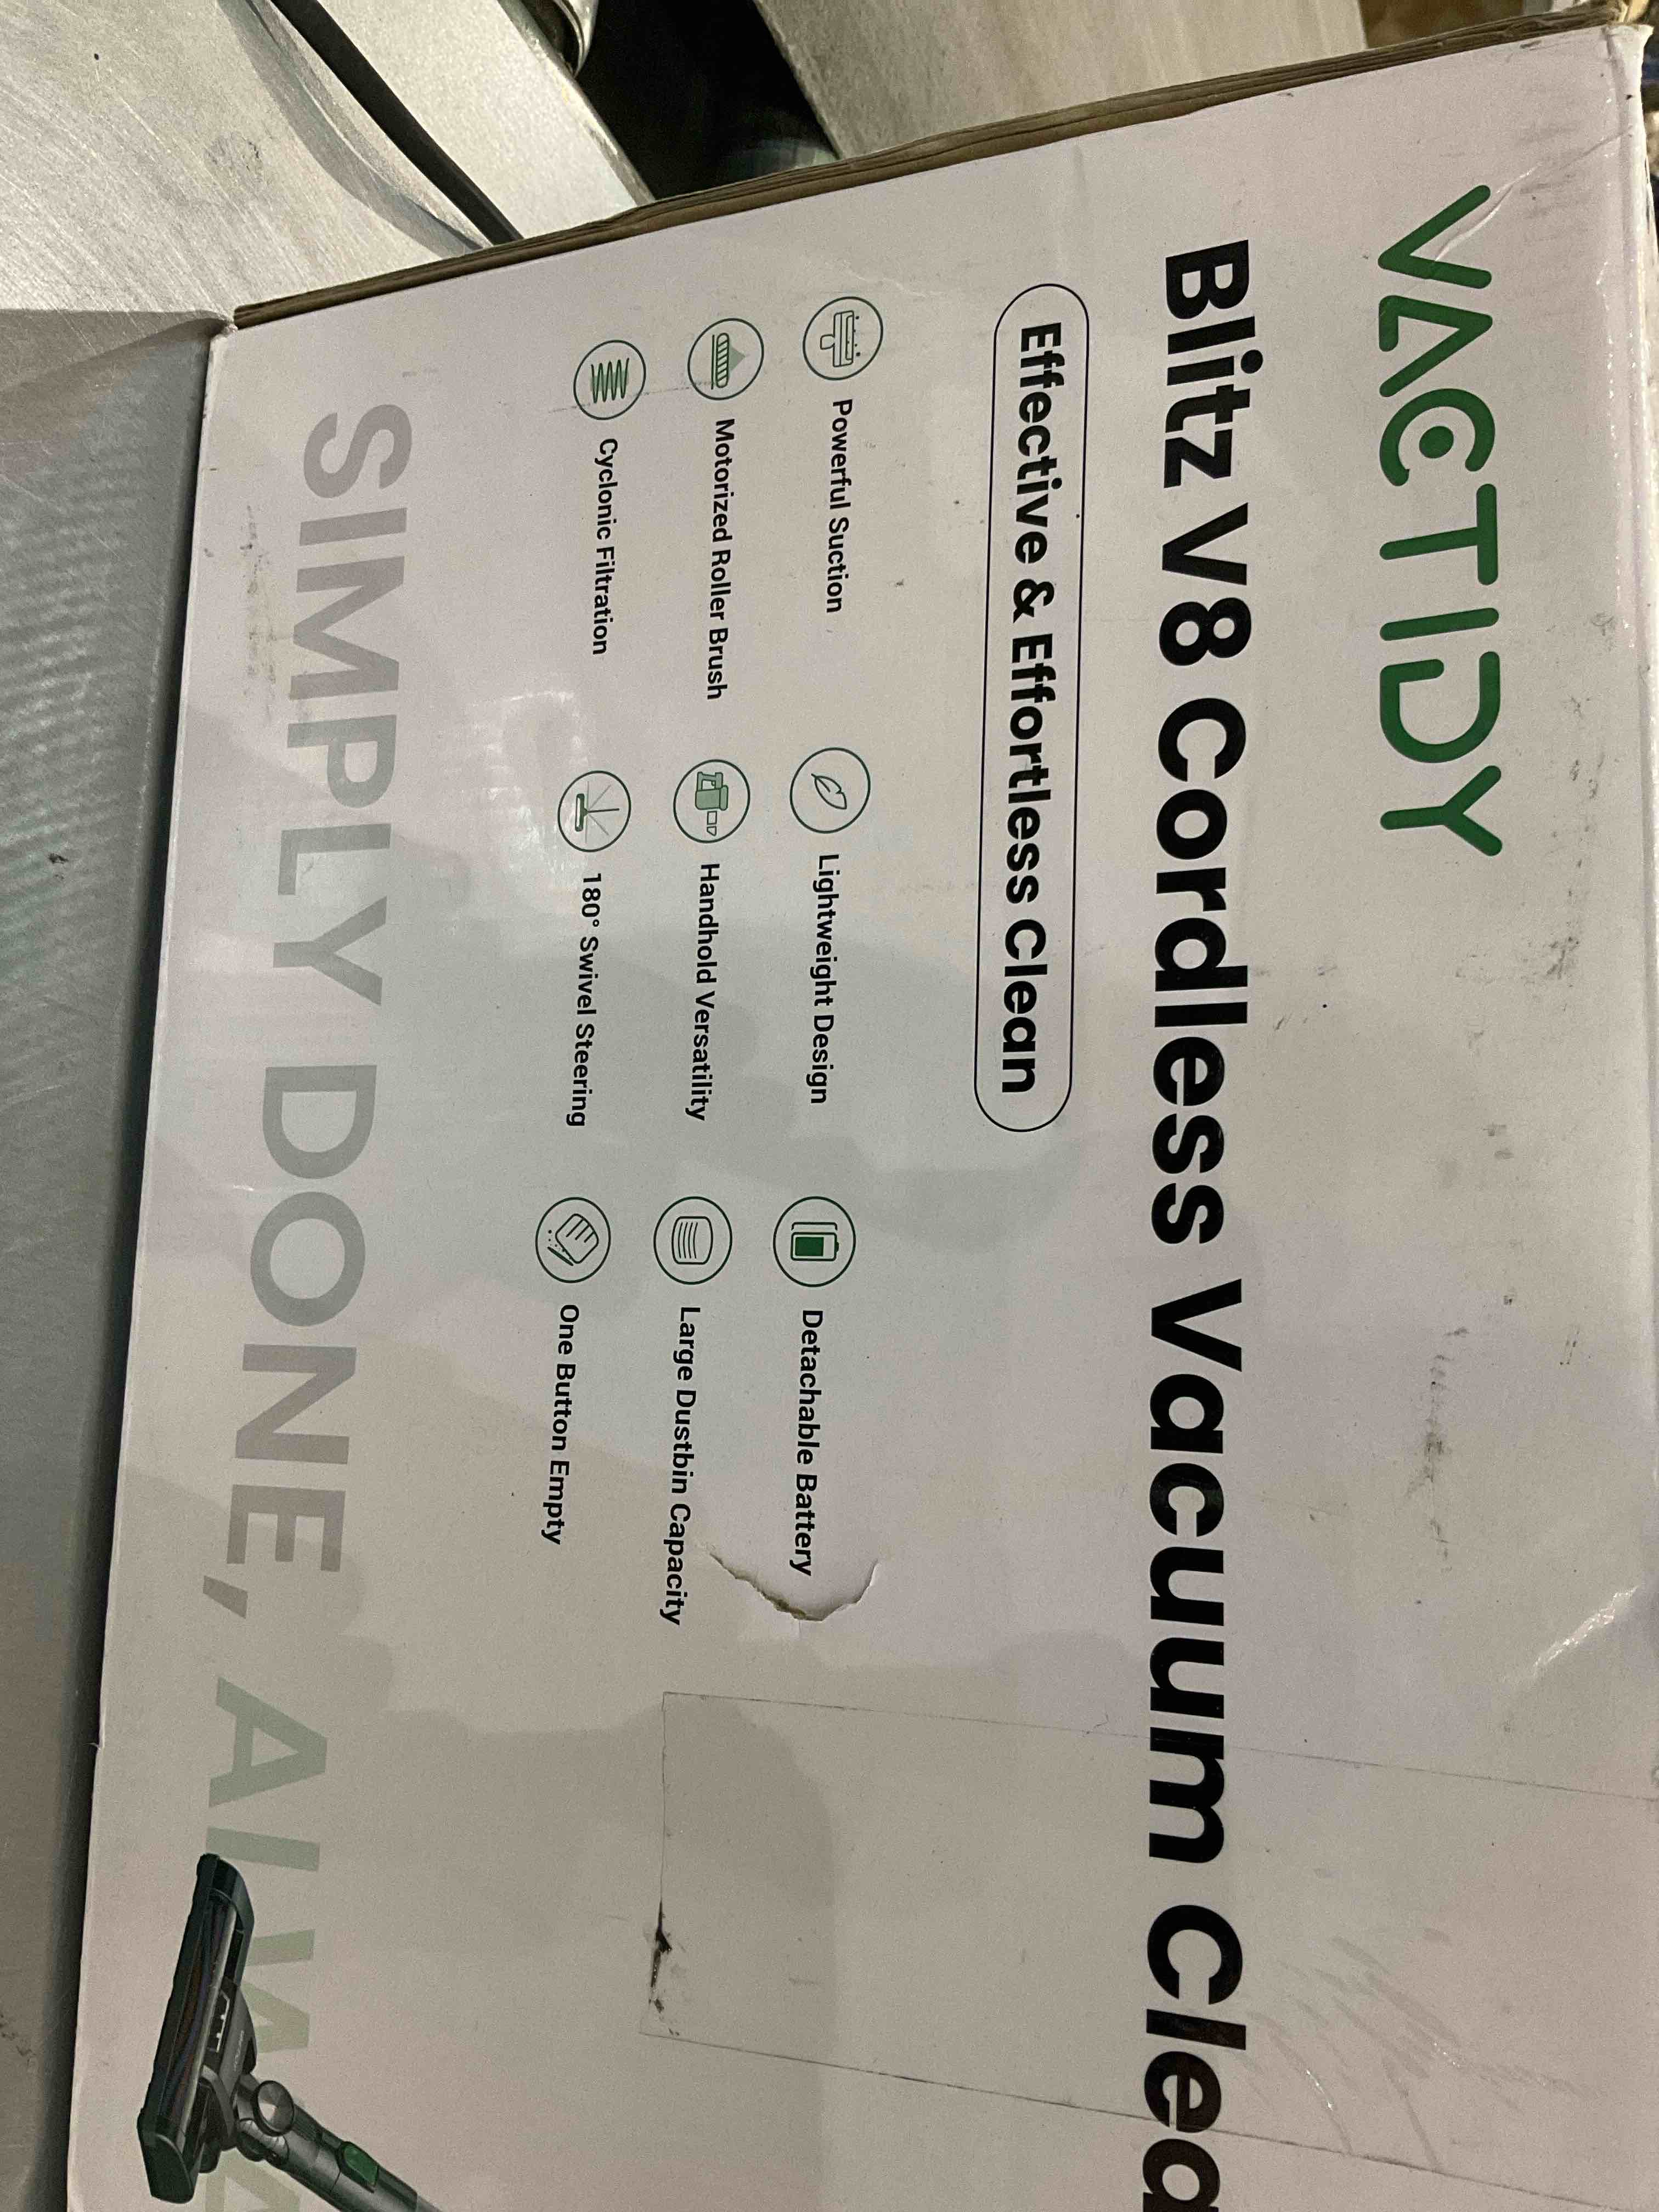 VACTIDY
Blitz V8 Cordless Vacuum Clea
Effective & Effortless Clean
Powerful Suction
Lightweight Design
Detachable Battery
Motorized Roller Brush
Handhold Versatility
Large Dustbin Capacity
Cyclonic Filtration
180° Swivel Steering
One Button Empty
SIMPLY DONE, ALWA